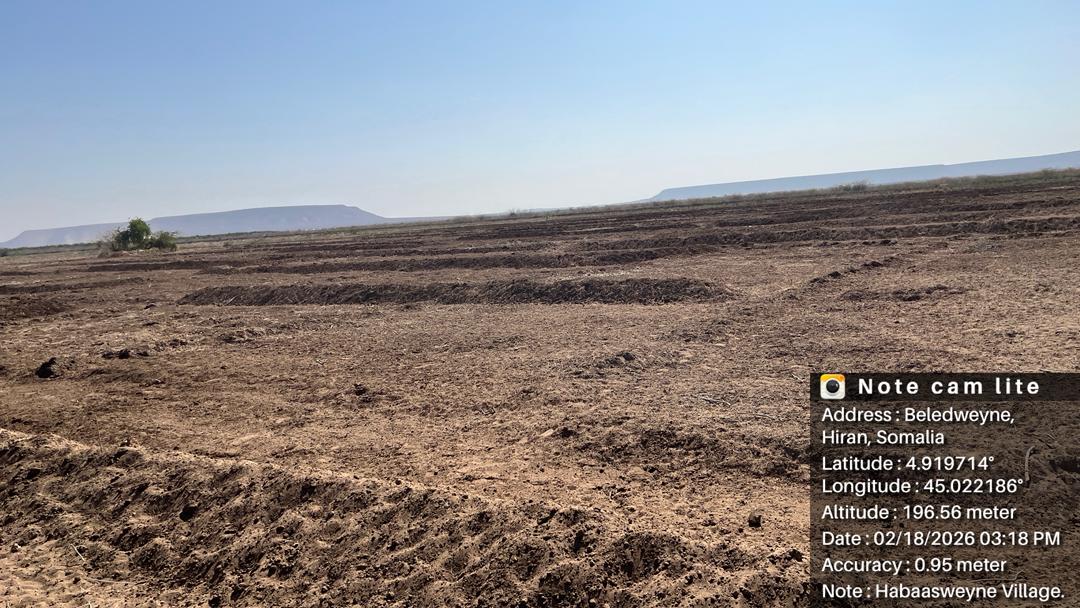 Note cam lite
Address : Beledweyne,
Hiran, Somalia
Latitude : 4.919714°
Longitude : 45.022186°
Altitude : 196.56 meter
Date : 02/18/2026 03:18 PM
Accuracy : 0.95 meter
Note : Habaasweyne Village.